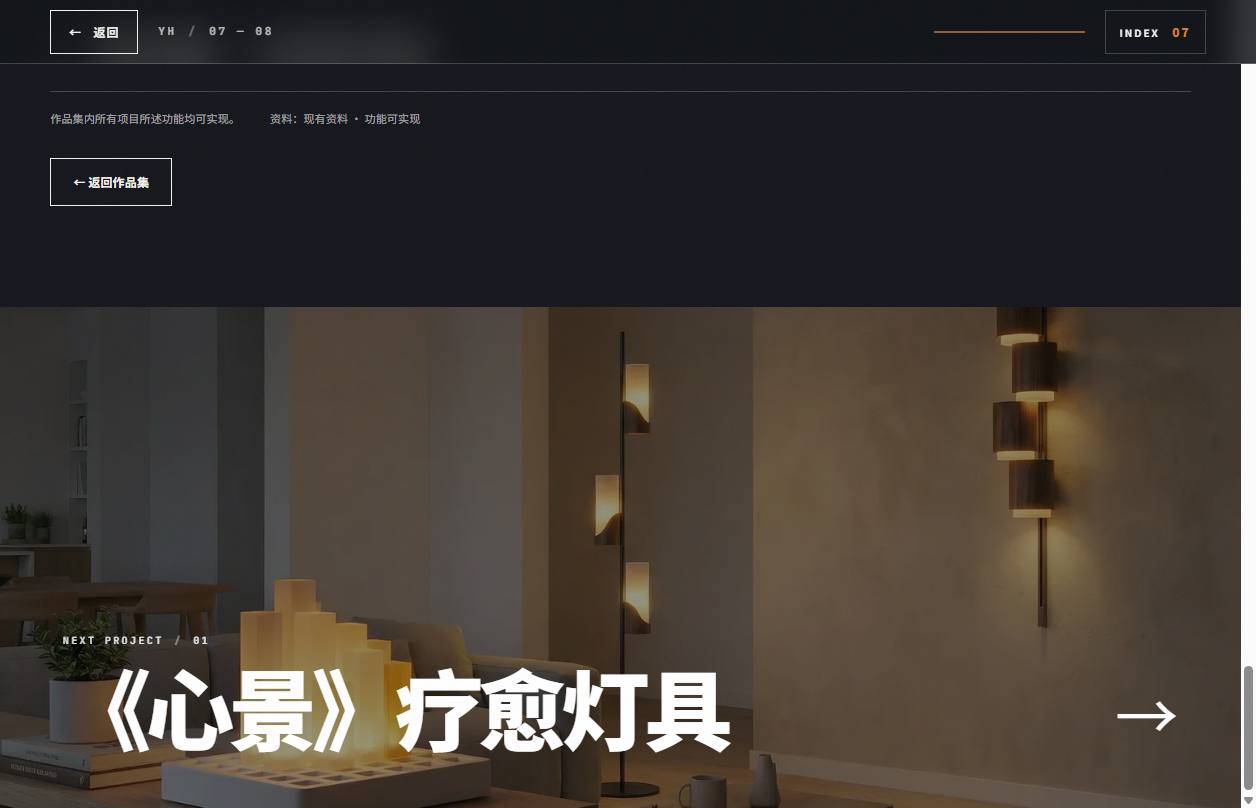 ← 返回
YH / 07 — 08
INDEX 07
作品集内所有项目所述功能均可实现。
资料：现有资料 · 功能可实现
← 返回作品集
NEXT PROJECT / 01
《心景》疗愈灯具
→